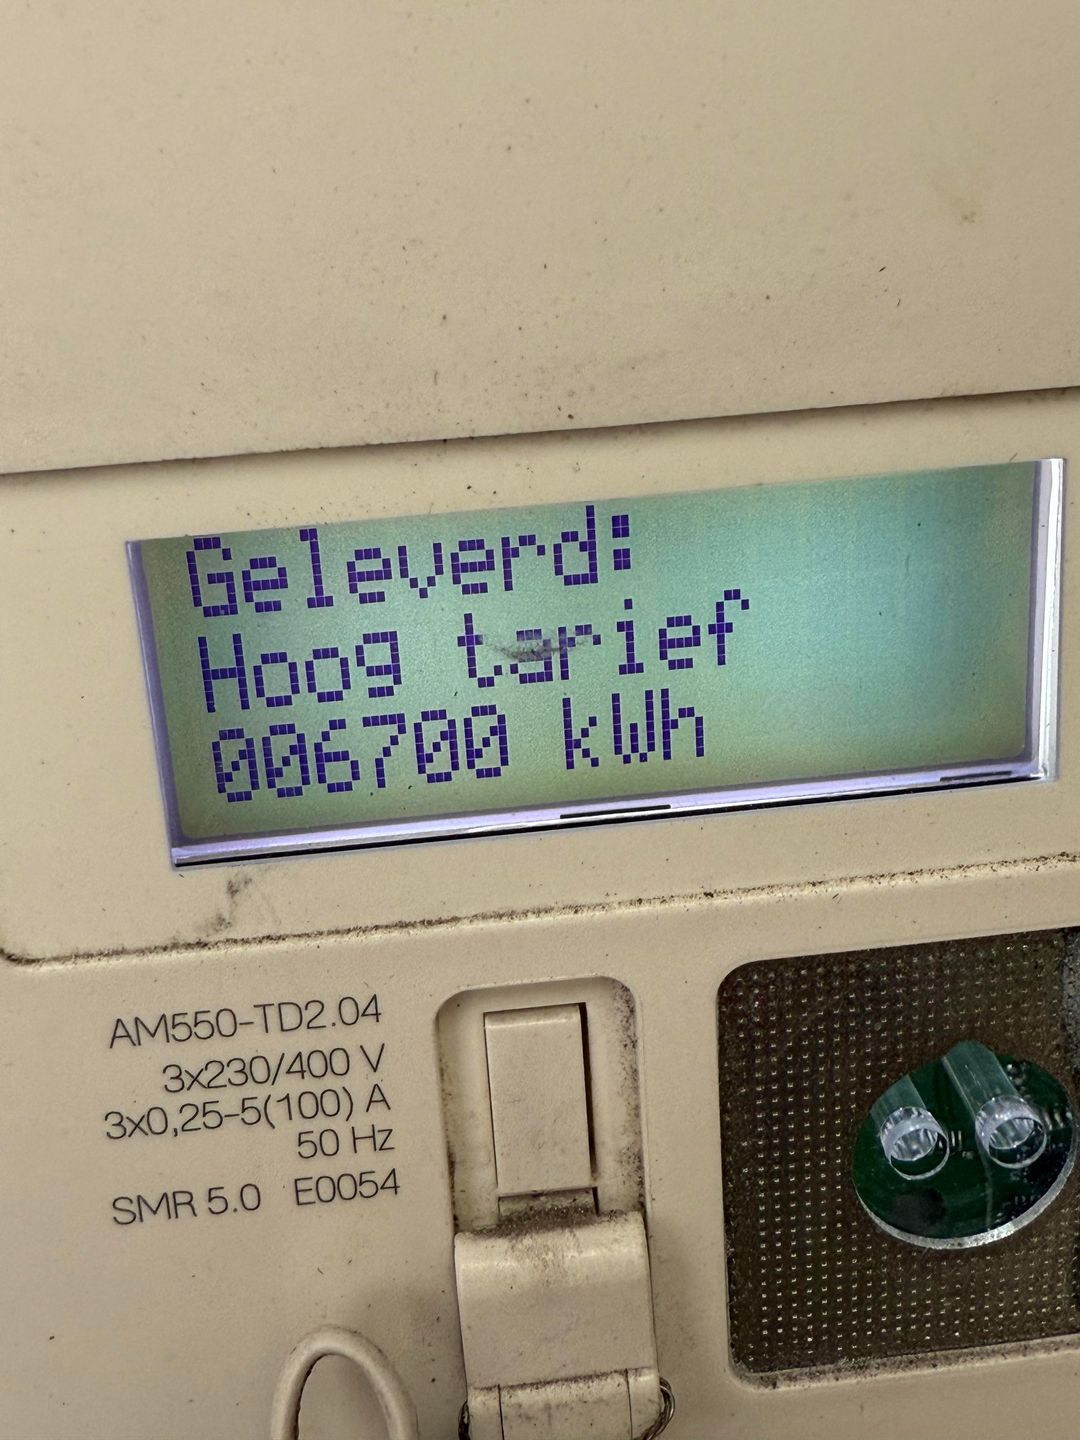 Geleverd:
Hoog tarief
006700 kWh
AM550-TD2.04
3x230/400 V
3x0,25-5(100) A
50 Hz
SMR 5.0 E0054